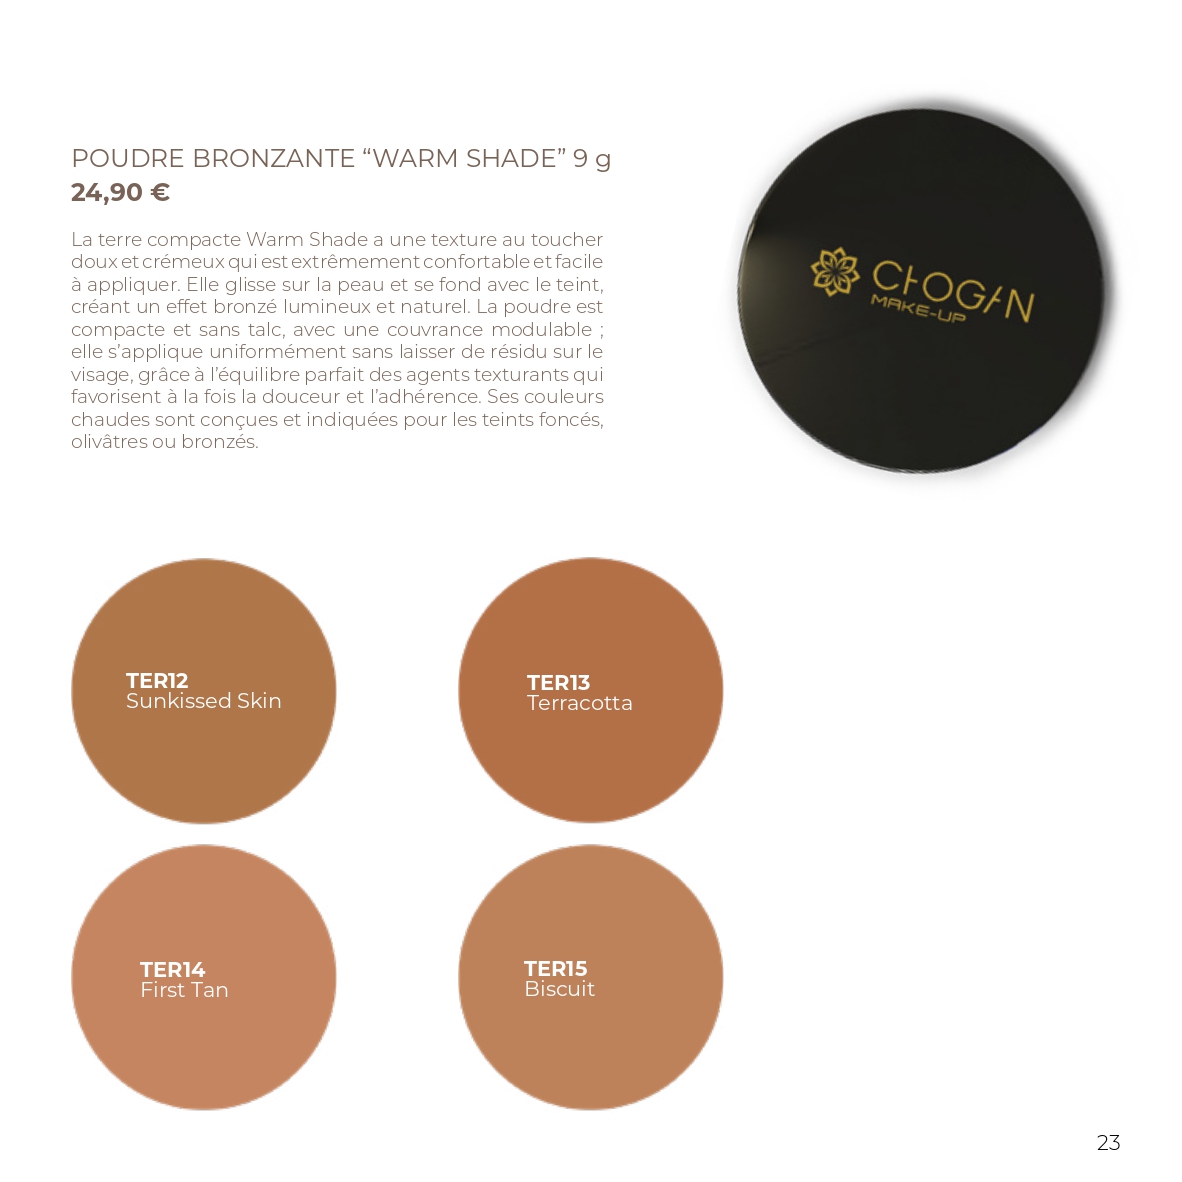 POUDRE BRONZANTE “WARM SHADE” 9 g
24,90 €
La terre compacte Warm Shade a une texture au toucher
doux et crémeux qui est extrêmement confortable et facile
à appliquer. Elle glisse sur la peau et se fond avec le teint,
créant un effet bronzé lumineux et naturel. La poudre est
compacte et sans talc, avec une couvrance modulable ;
elle s’applique uniformément sans laisser de résidu sur le
visage, grâce à l’équilibre parfait des agents texturants qui
favorisent à la fois la douceur et l’adhérence. Ses couleurs
chaudes sont conçues et indiquées pour les teints foncés,
olivâtres ou bronzés.
CHOGAN
MAKE-UP
TER12
Sunkissed Skin
TER13
Terracotta
TER14
First Tan
TER15
Biscuit
23